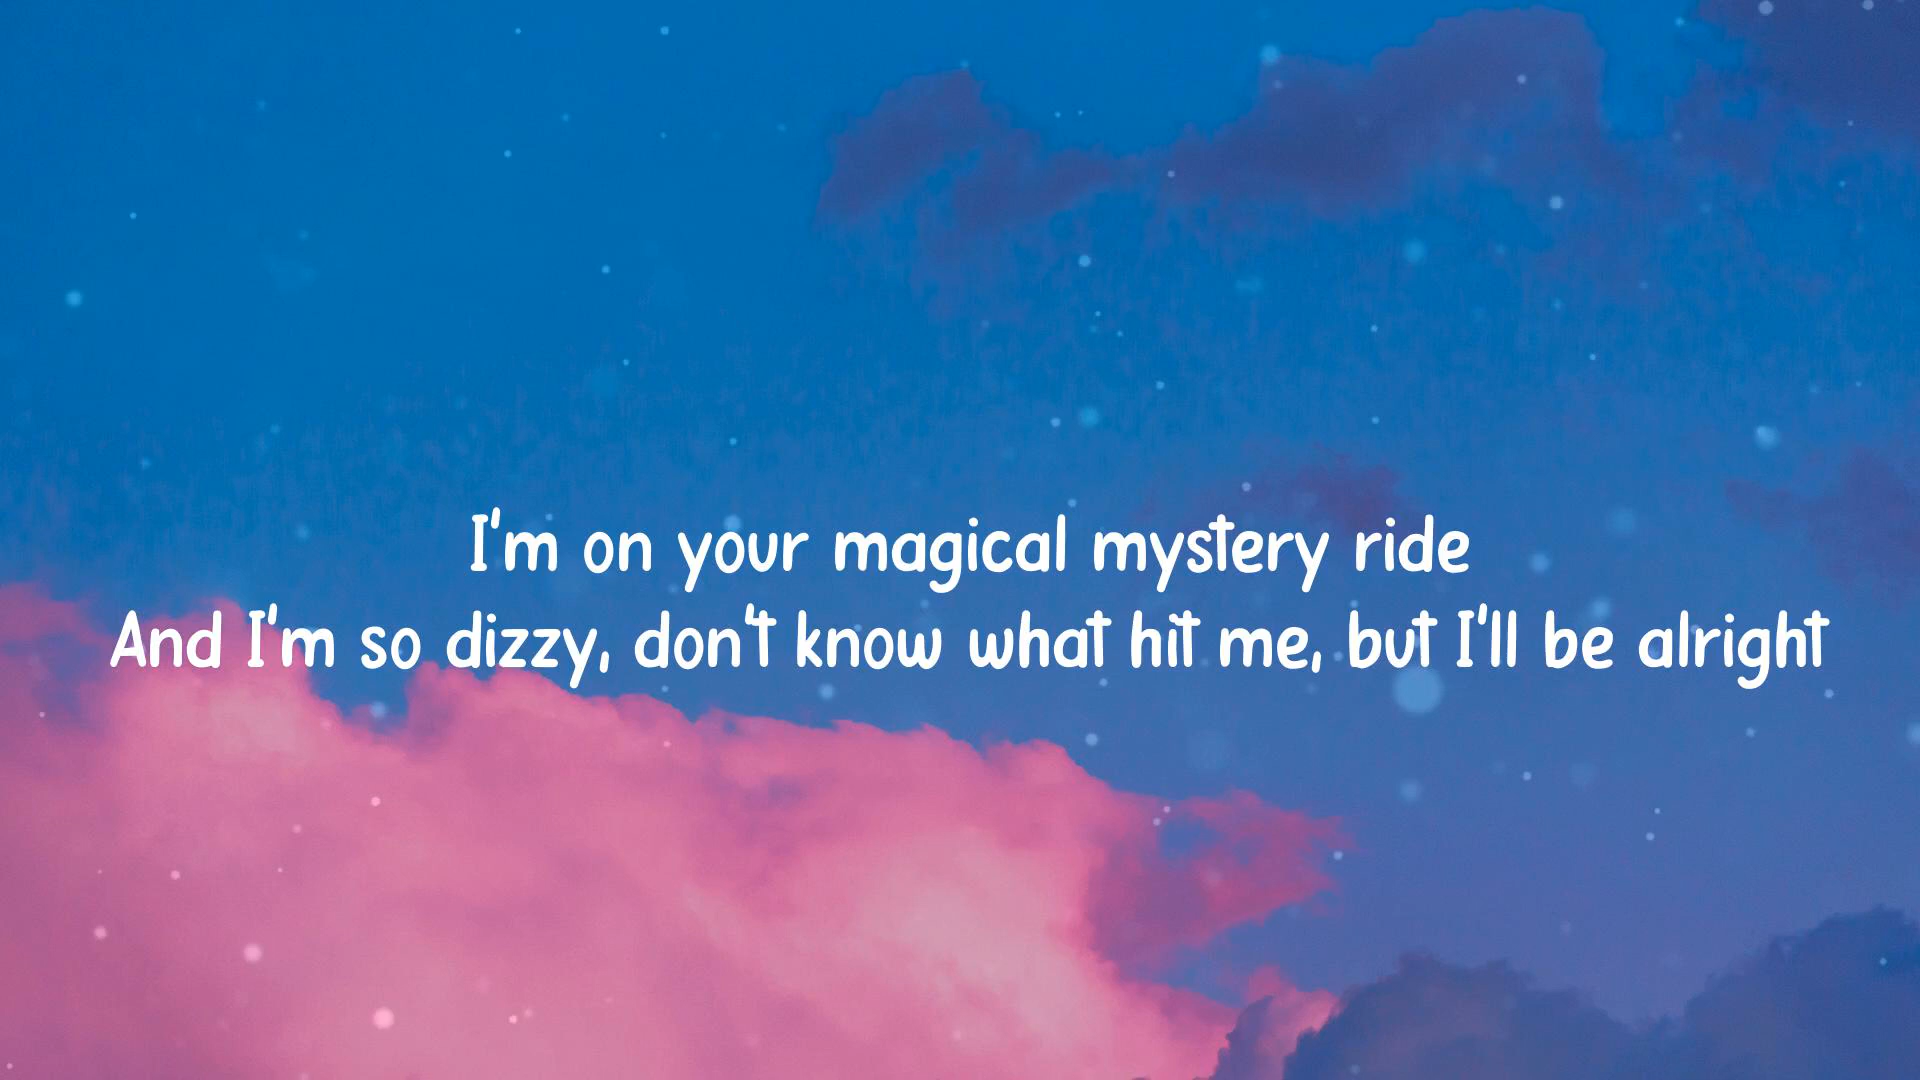 I'm on your magical mystery ride
And I'm so dizzy, don't know what hit me, but I'll be alright